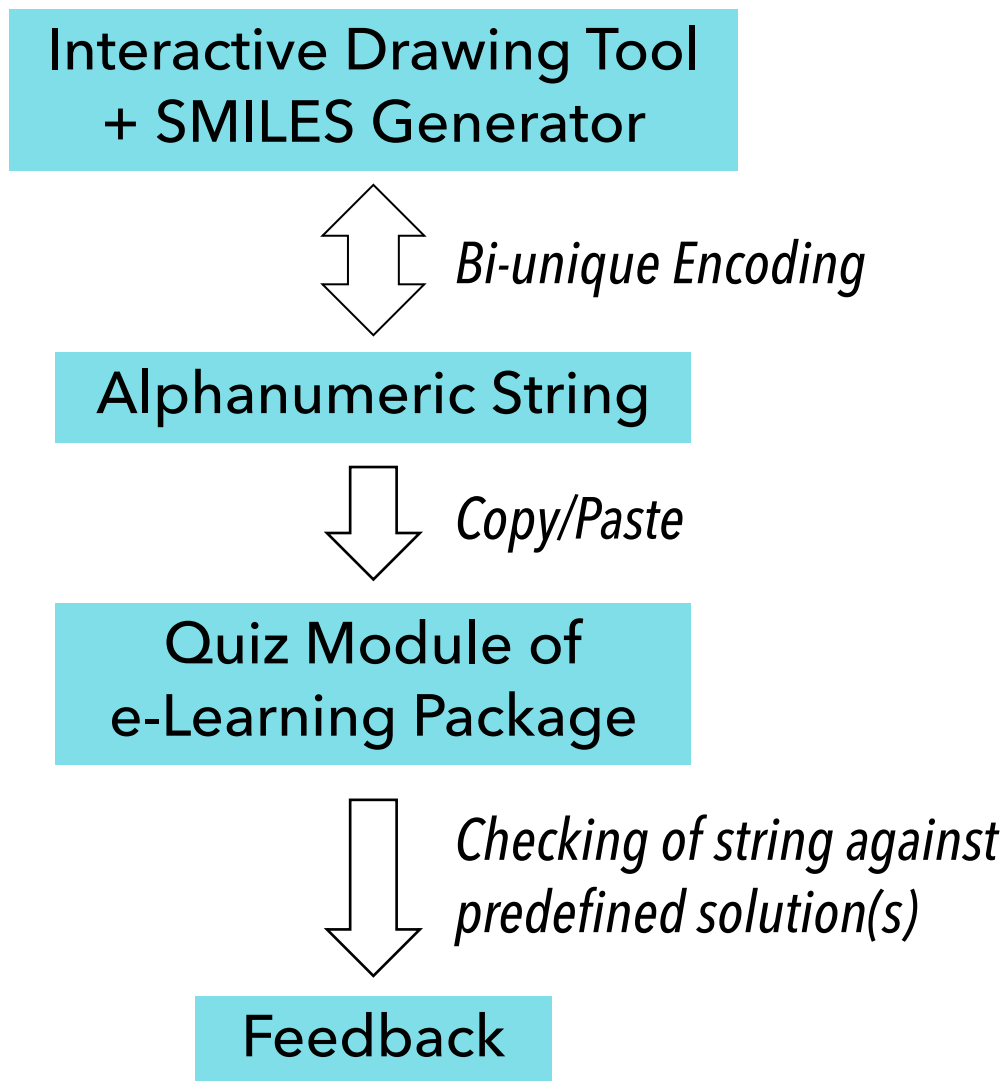 Interactive Drawing Tool
+ SMILES Generator
Bi-unique Encoding
Alphanumeric String
Copy/Paste
Quiz Module of
e-Learning Package
Checking of string against
predefined solution(s)
Feedback